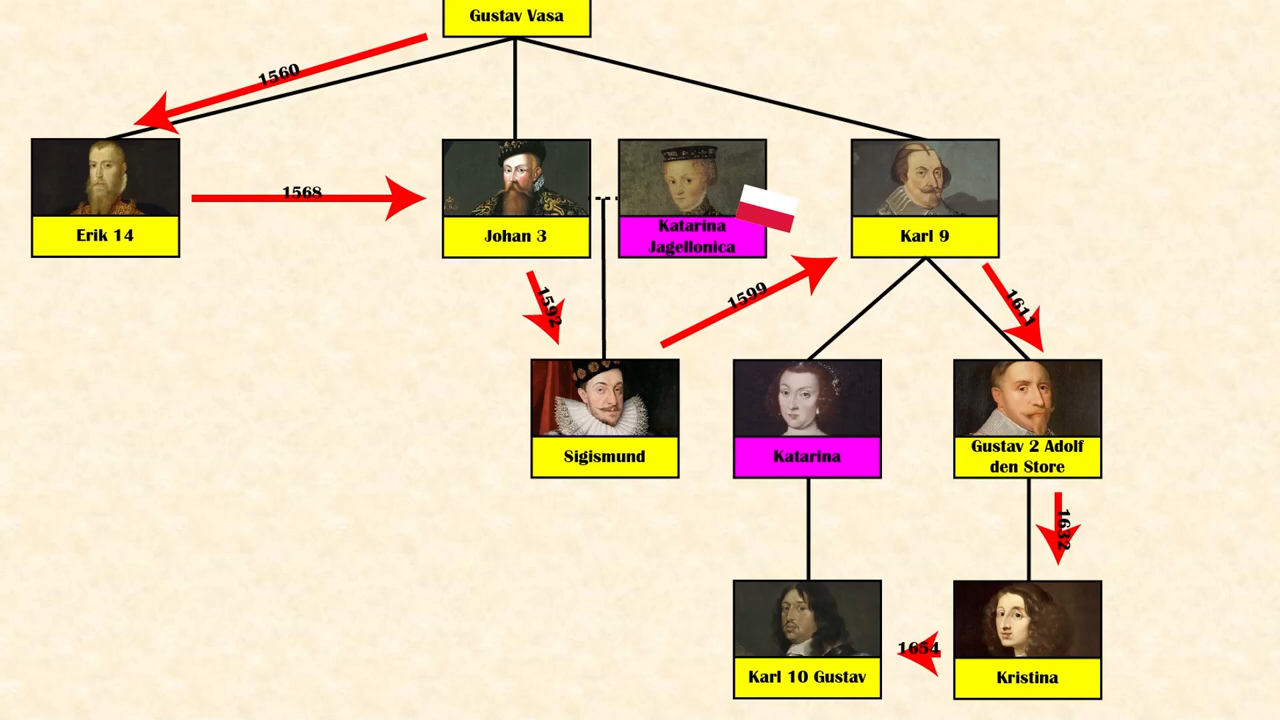 Gustav Vasa
1560
Erik 14
1568
Johan 3
Katarina
Jagellonica
Karl 9
1592
1599
1611
Sigismund
Katarina
Gustav 2 Adolf
den Store
1632
Karl 10 Gustav
1654
Kristina